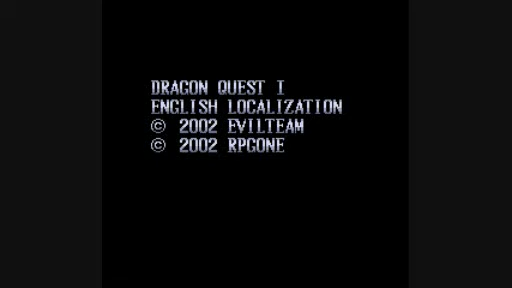 DRAGON QUEST I
ENGLISH LOCALIZATION
© 2002 EVILTEAM
© 2002 RPGONE